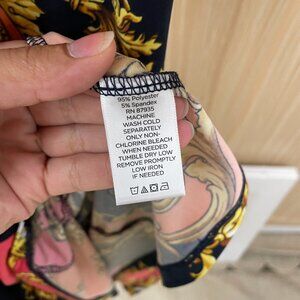 95% Polyester
5% Spandex
RN 87935
MACHINE
WASH COLD
SEPARATELY
ONLY NON-
CHLORINE BLEACH
WHEN NEEDED
TUMBLE DRY LOW
REMOVE PROMPTLY
LOW IRON
IF NEEDED